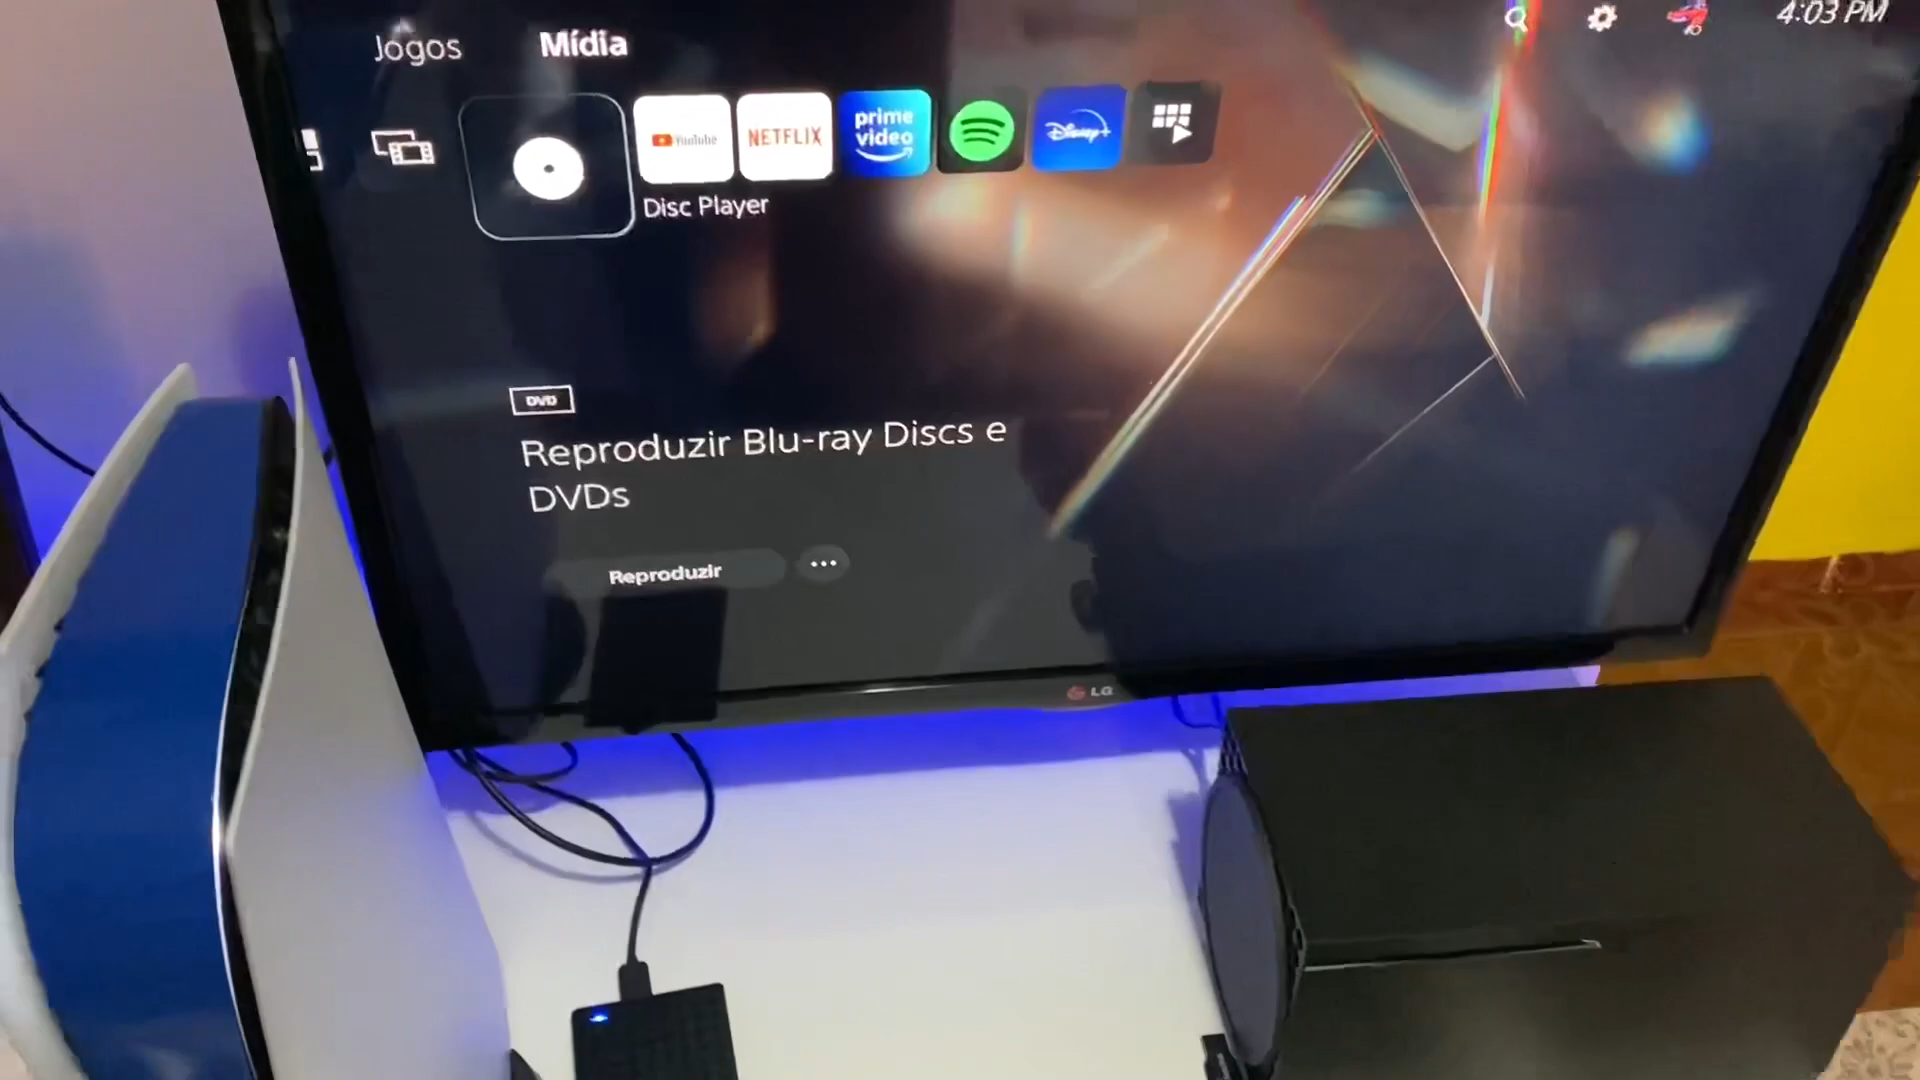 Jogos Mídia
4:03 PM
YouTube
NETFLIX
prime
video
Disney+
Disc Player
DVD
Reproduzir Blu-ray Discs e
DVDs
Reproduzir
LG